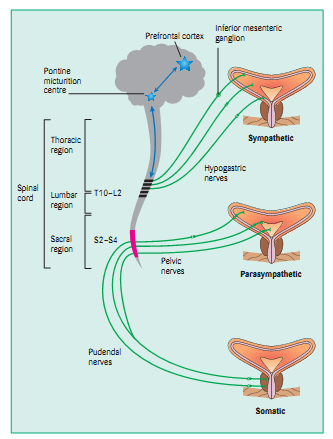 Prefrontal cortex
Inferior mesenteric
ganglion
Pontine
micturition
centre
Sympathetic
Thoracic
region
Hypogastric
nerves
Spinal
cord
Lumbar
region
T10–L2
Sacral
region
S2–S4
Pelvic
nerves
Parasympathetic
Pudendal
nerves
Somatic